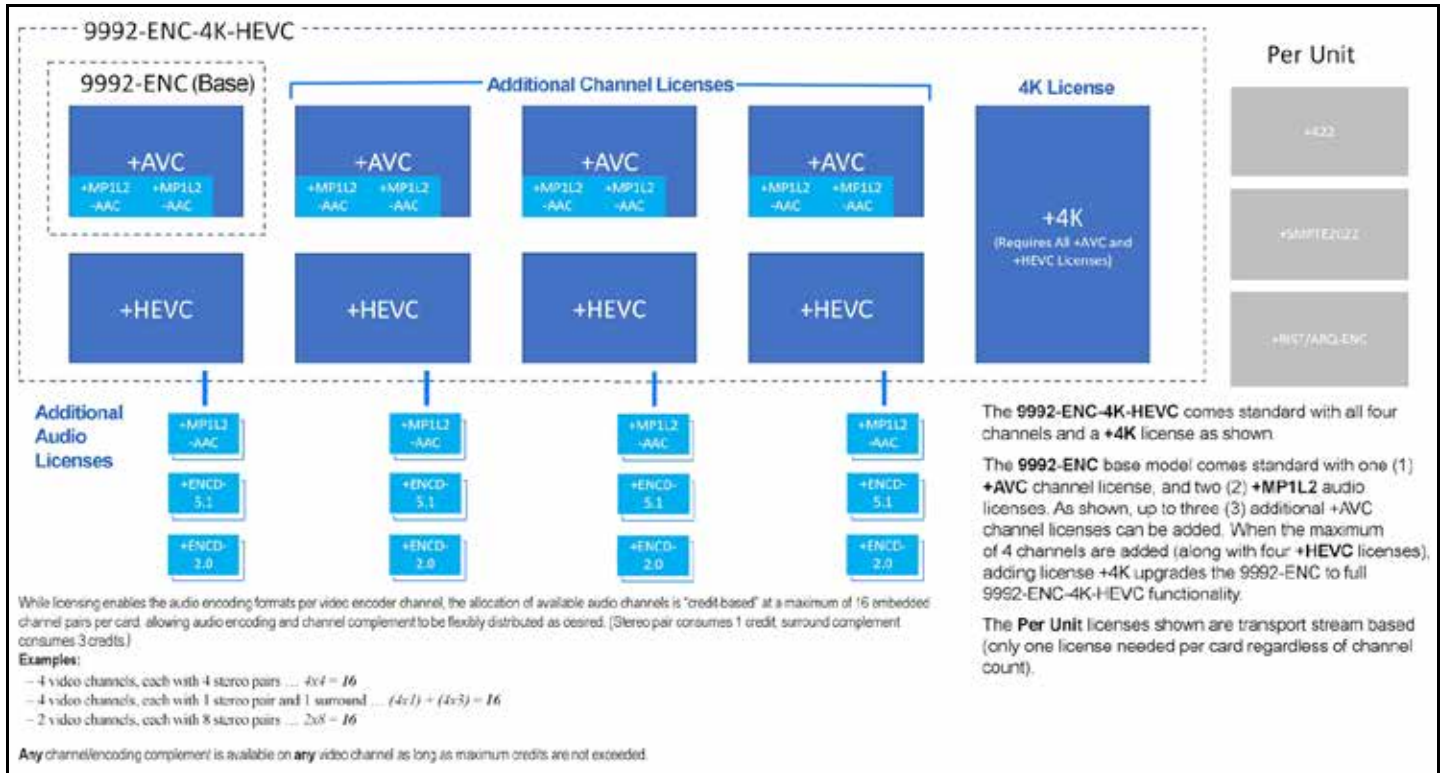 9992-ENC-4K-HEVC
9992-ENC (Base)
Additional Channel Licenses
4K License
Per Unit
+AVC
+MP1L2 +MP1L2
-AAC -AAC
+AVC
+MP1L2 +MP1L2
-AAC -AAC
+AVC
+MP1L2 +MP1L2
-AAC -AAC
+AVC
+MP1L2 +MP1L2
-AAC -AAC
+4K
(Requires All +AVC and
+HEVC Licenses)
+422
+SMPTE2022
+RIST/ARQ-ENC
+HEVC
+HEVC
+HEVC
+HEVC
Additional
Audio
Licenses
+MP1L2
-AAC
+ENCD-
5.1
+ENCD-
2.0
+MP1L2
-AAC
+ENCD-
5.1
+ENCD-
2.0
+MP1L2
-AAC
+ENCD-
5.1
+ENCD-
2.0
+MP1L2
-AAC
+ENCD-
5.1
+ENCD-
2.0
The 9992-ENC-4K-HEVC comes standard with all four
channels and a +4K license as shown
The 9992-ENC base model comes standard with one (1)
+AVC channel license, and two (2) +MP1L2 audio
licenses. As shown, up to three (3) additional +AVC
channel licenses can be added. When the maximum
of 4 channels are added (along with four +HEVC licenses),
adding license +4K upgrades the 9992-ENC to full
9992-ENC-4K-HEVC functionality.
The Per Unit licenses shown are transport stream based
(only one license needed per card regardless of channel
count).
While licensing enables the audio encoding formats per video encoder channel, the allocation of available audio channels is "credit-based" at a maximum of 16 embedded
channel pairs per card, allowing audio encoding and channel complement to be flexibly distributed as desired. (Stereo pair consumes 1 credit, surround complement
consumes 3 credits.)
Examples:
– 4 video channels, each with 4 stereo pairs … 4x4 = 16
– 4 video channels, each with 1 stereo pair and 1 surround … (4x1) + (4x3) = 16
– 2 video channels, each with 8 stereo pairs … 2x8 = 16
Any channel/encoding complement is available on any video channel as long as maximum credits are not exceeded.